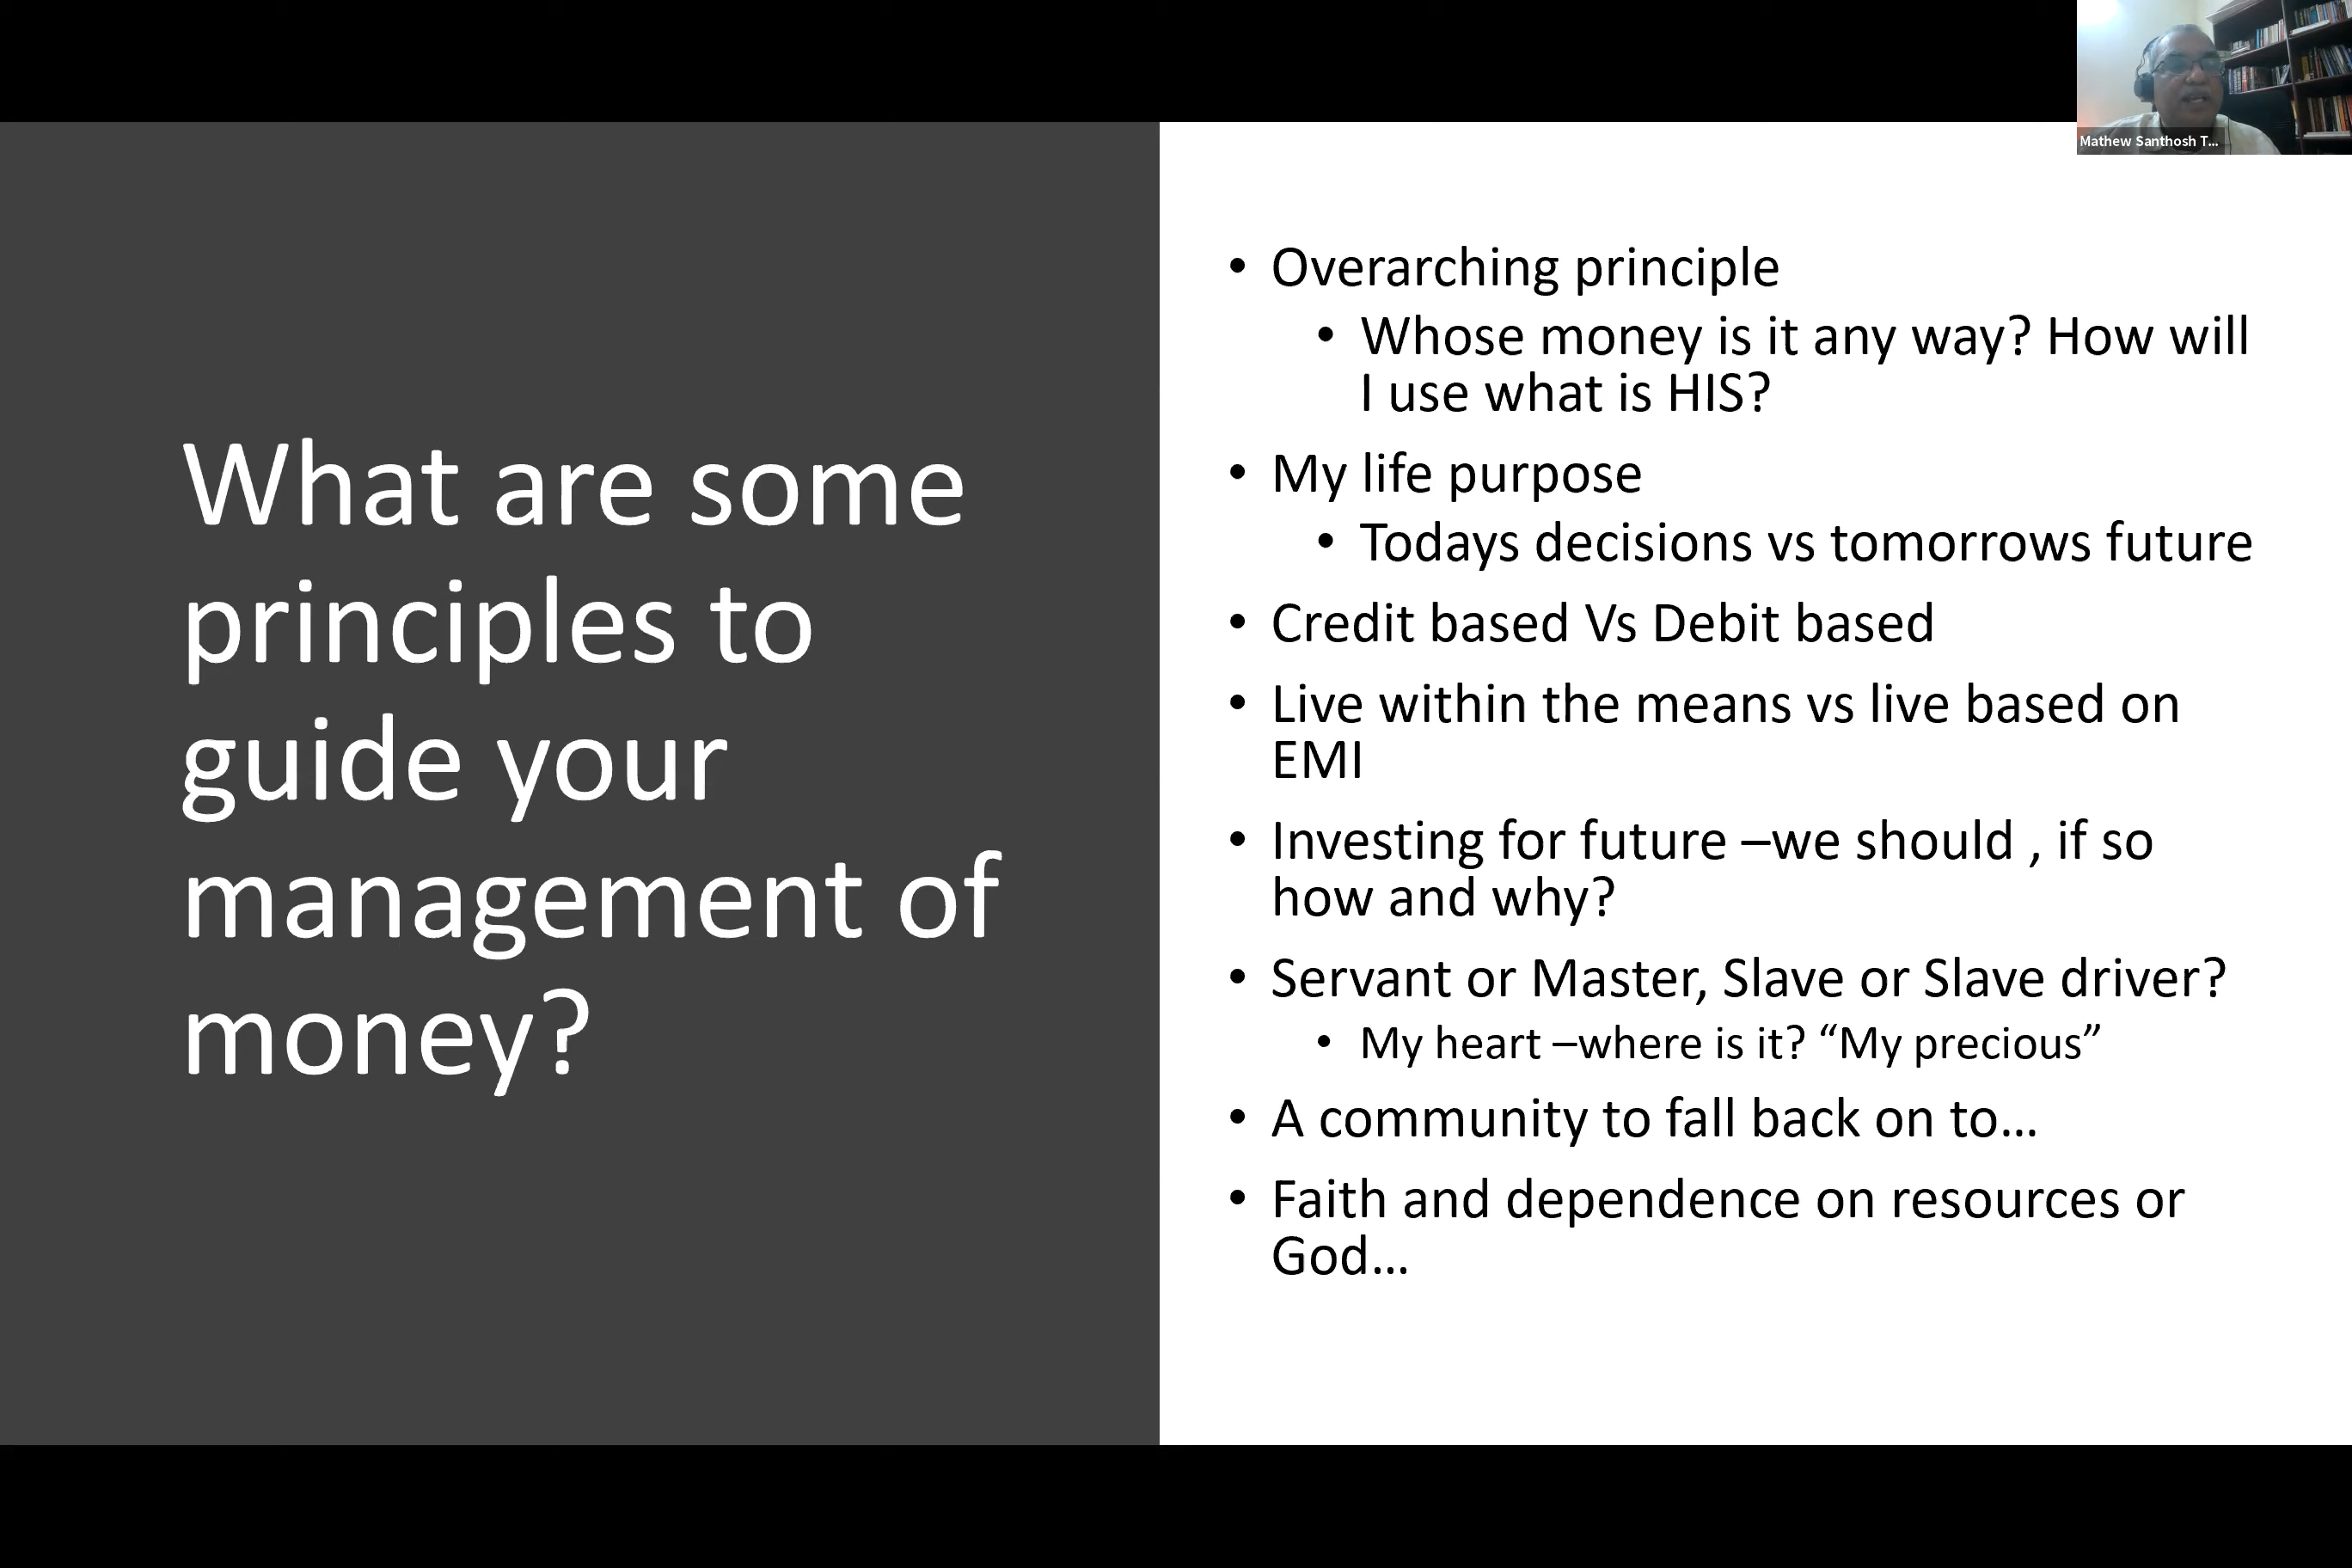 Mathew Santhosh T...
What are some
principles to
guide your
management of
money?
• Overarching principle
• Whose money is it any way? How will
I use what is HIS?
• My life purpose
• Todays decisions vs tomorrows future
• Credit based Vs Debit based
• Live within the means vs live based on
EMI
• Investing for future –we should , if so
how and why?
• Servant or Master, Slave or Slave driver?
• My heart –where is it? “My precious”
• A community to fall back on to…
• Faith and dependence on resources or
God…